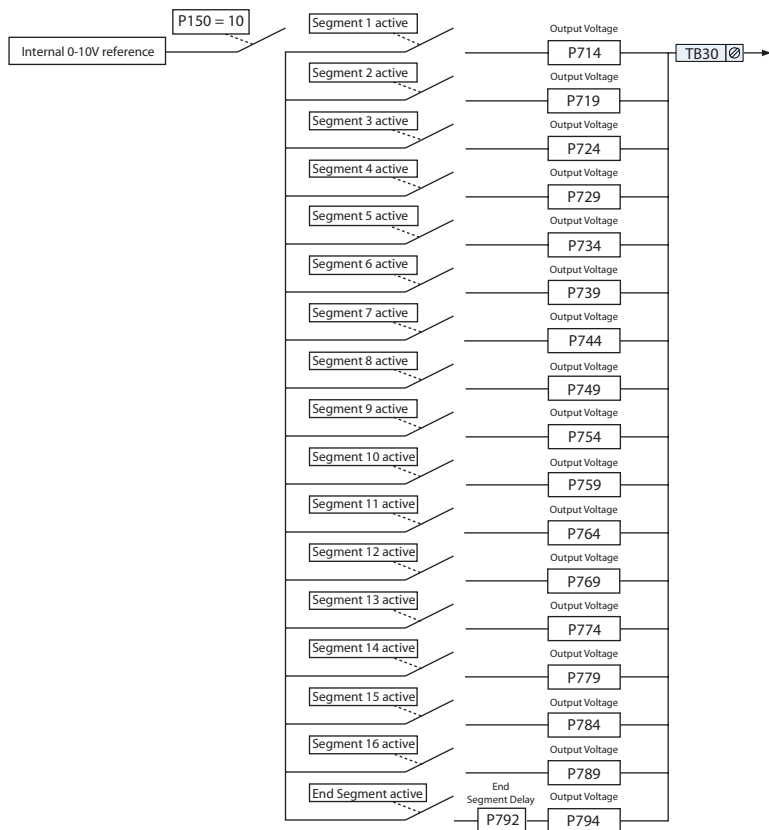 P150 = 10
Internal 0-10V reference
Segment 1 active
Output Voltage
P714
TB30
Segment 2 active
Output Voltage
P719
Segment 3 active
Output Voltage
P724
Segment 4 active
Output Voltage
P729
Segment 5 active
Output Voltage
P734
Segment 6 active
Output Voltage
P739
Segment 7 active
Output Voltage
P744
Segment 8 active
Output Voltage
P749
Segment 9 active
Output Voltage
P754
Segment 10 active
Output Voltage
P759
Segment 11 active
Output Voltage
P764
Segment 12 active
Output Voltage
P769
Segment 13 active
Output Voltage
P774
Segment 14 active
Output Voltage
P779
Segment 15 active
Output Voltage
P784
Segment 16 active
Output Voltage
P789
End Segment active
End
Segment Delay
P792
Output Voltage
P794